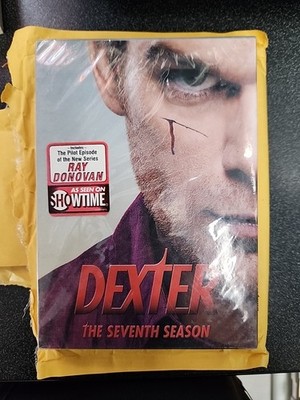 Includes
The Pilot Episode
of the New Series
RAY
DONOVAN
AS SEEN ON
SHOWTIME
DEXTER
THE SEVENTH SEASON